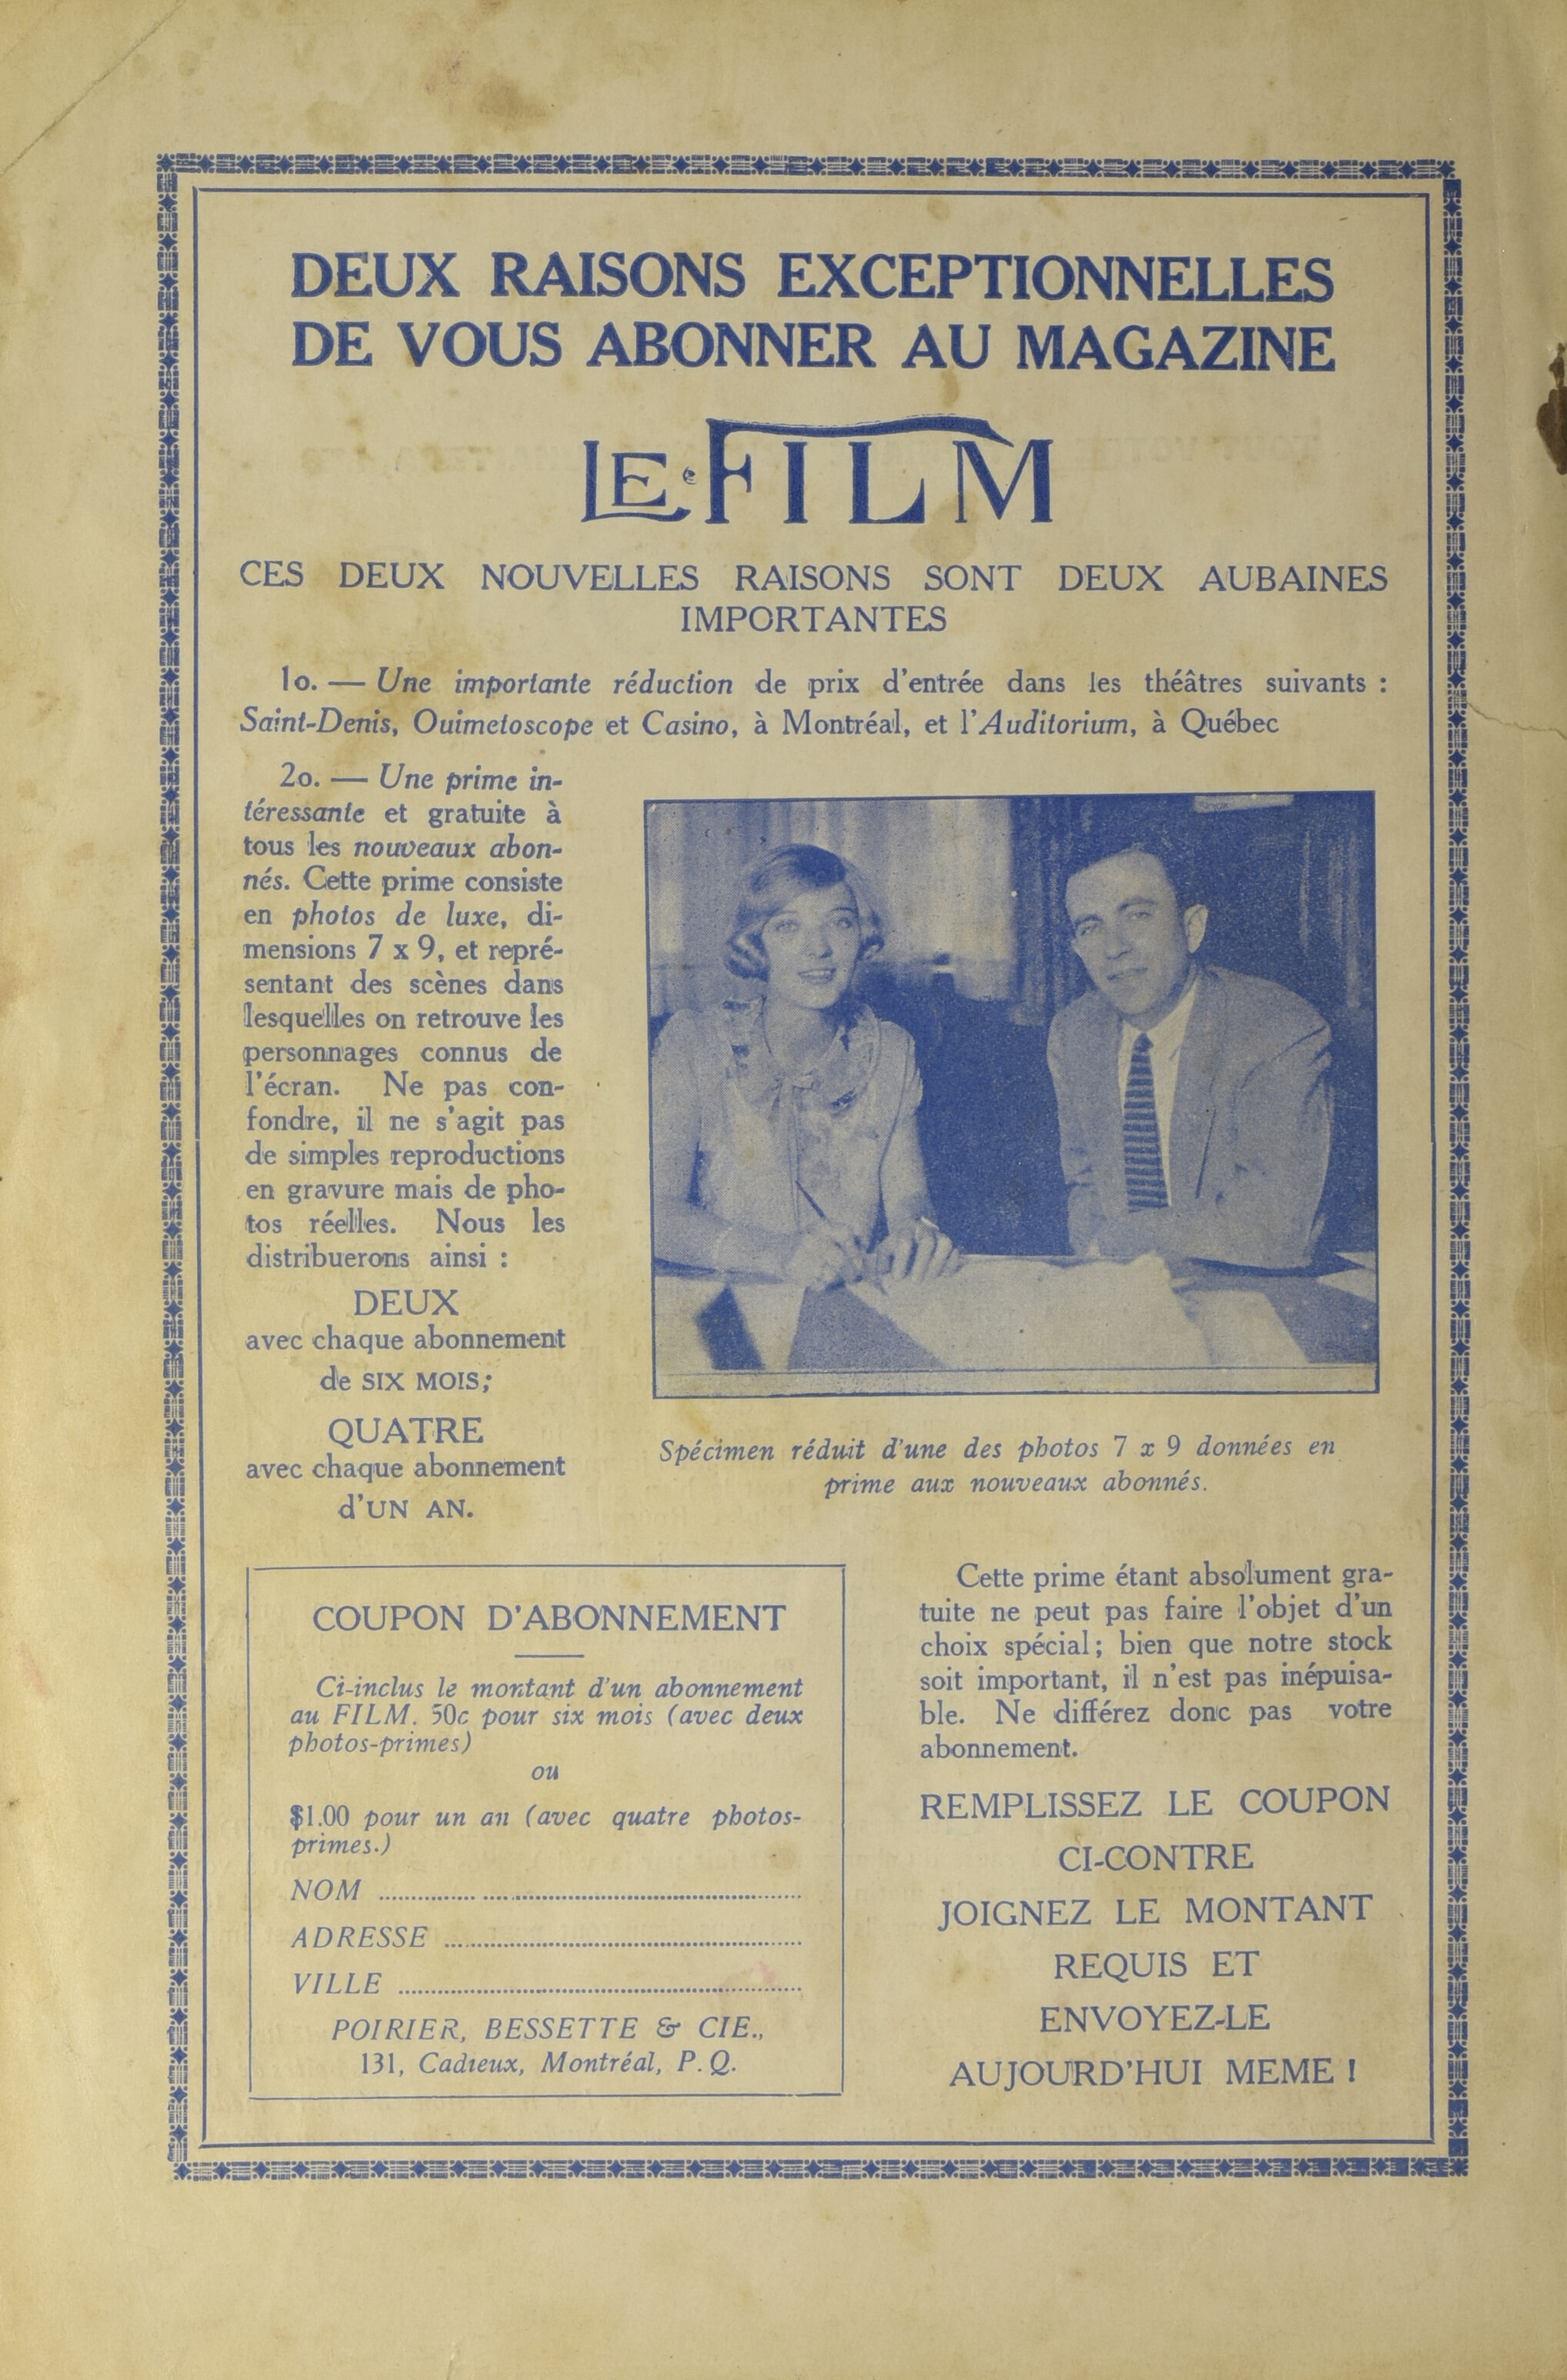 DEUX RAISONS EXCEPTIONNELLES
DE VOUS ABONNER AU MAGAZINE
LE FILM
CES DEUX NOUVELLES RAISONS SONT DEUX AUBAINES
IMPORTANTES
1o. — Une importante réduction de prix d'entrée dans les théâtres suivants :
Saint-Denis, Ouimetoscope et Casino, à Montréal, et l'Auditorium, à Québec
2o. — Une prime in-
téressante et gratuite à
tous les nouveaux abon-
nés. Cette prime consiste
en photos de luxe, di-
mensions 7 x 9, et repré-
sentant des scènes dans
lesquelles on retrouve les
personnages connus de
l'écran. Ne pas con-
fondre, il ne s'agit pas
de simples reproductions
en gravure mais de pho-
tos réelles. Nous les
distribuerons ainsi :
DEUX
avec chaque abonnement
de SIX MOIS;
QUATRE
avec chaque abonnement
d'UN AN.
Spécimen réduit d'une des photos 7 x 9 données en
prime aux nouveaux abonnés.
COUPON D'ABONNEMENT
Ci-inclus le montant d'un abonnement
au FILM. 50c pour six mois (avec deux
photos-primes)
ou
$1.00 pour un an (avec quatre photos-
primes.)
NOM
ADRESSE
VILLE
POIRIER, BESSETTE & CIE.,
131, Cadieux, Montréal, P. Q.
Cette prime étant absolument gra-
tuite ne peut pas faire l'objet d'un
choix spécial; bien que notre stock
soit important, il n'est pas inépuisa-
ble. Ne différez donc pas votre
abonnement.
REMPLISSEZ LE COUPON
CI-CONTRE
JOIGNEZ LE MONTANT
REQUIS ET
ENVOYEZ-LE
AUJOURD'HUI MEME !